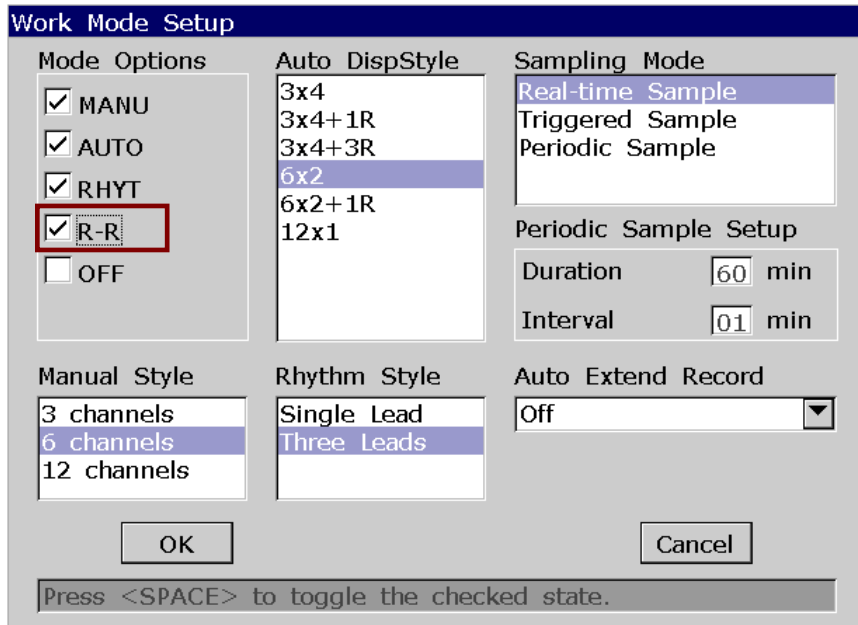 Work Mode Setup
Mode Options
MANU
AUTO
RHYT
R-R
OFF
Auto DispStyle
3x4
3x4+1R
3x4+3R
6x2
6x2+1R
12x1
Sampling Mode
Real-time Sample
Triggered Sample
Periodic Sample
Periodic Sample Setup
Duration 60 min
Interval 01 min
Manual Style
3 channels
6 channels
12 channels
Rhythm Style
Single Lead
Three Leads
Auto Extend Record
Off
OK
Cancel
Press <SPACE> to toggle the checked state.